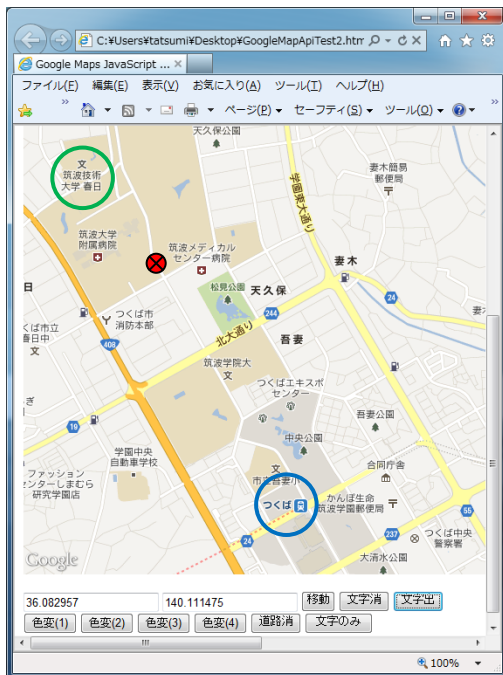 C:¥Users¥tatsumi¥Desktop¥GoogleMapApiTest2.htm
Google Maps JavaScript ...
ファイル(F) 編集(E) 表示(V) お気に入り(A) ツール(T) ヘルプ(H)
ページ(P) セーフティ(S) ツール(O)
天久保公園
文
筑波技術
大学 春日
妻木簡易
郵便局
学園東大通り
筑波大学
附属病院
筑波メディカル
センター病院
妻木
松見公園
天久保
24
日
つくば市
消防本部
244
妻
北大通り
つくば市立
春日中
文
408
吾妻
筑波学院大
文
つくばエキスポ
センター
ぎ
19
吾妻公園
中央公園
学園中央
自動車学校
合同庁舎
ファッション
センターしまむら
研究学園店
文
市立吾妻小
つくば
かんぽ生命
筑波学園郵便局
55
237
つくば中央
警察署
24
大清水公園
Google
36.082957
140.111475
移動
文字消
文字出
色変(1)
色変(2)
色変(3)
色変(4)
道路消
文字のみ
100%